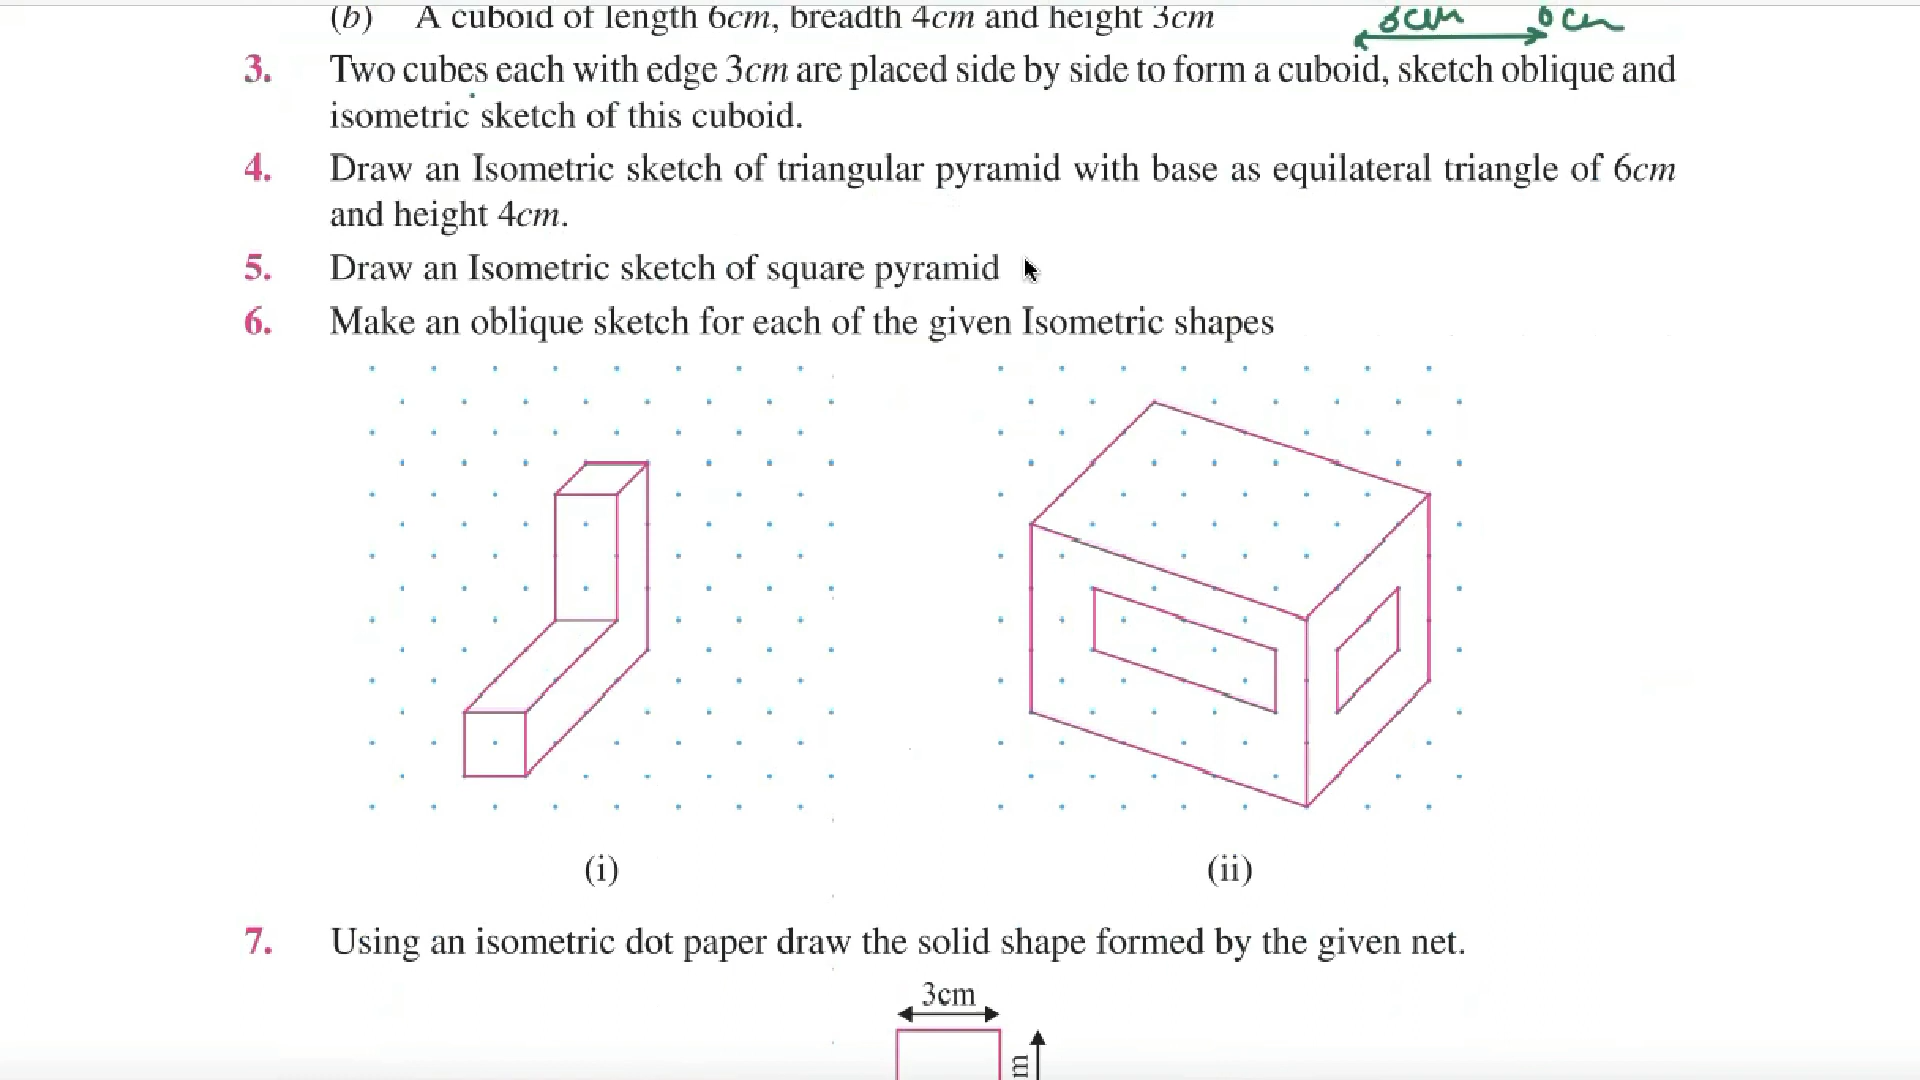 (b) A cuboid of length 6cm, breadth 4cm and height 3cm
6cm
3. Two cubes each with edge 3cm are placed side by side to form a cuboid, sketch oblique and
isometric sketch of this cuboid.
4. Draw an Isometric sketch of triangular pyramid with base as equilateral triangle of 6cm
and height 4cm.
5. Draw an Isometric sketch of square pyramid
6. Make an oblique sketch for each of the given Isometric shapes
(i) (ii)
7. Using an isometric dot paper draw the solid shape formed by the given net.
3cm
m